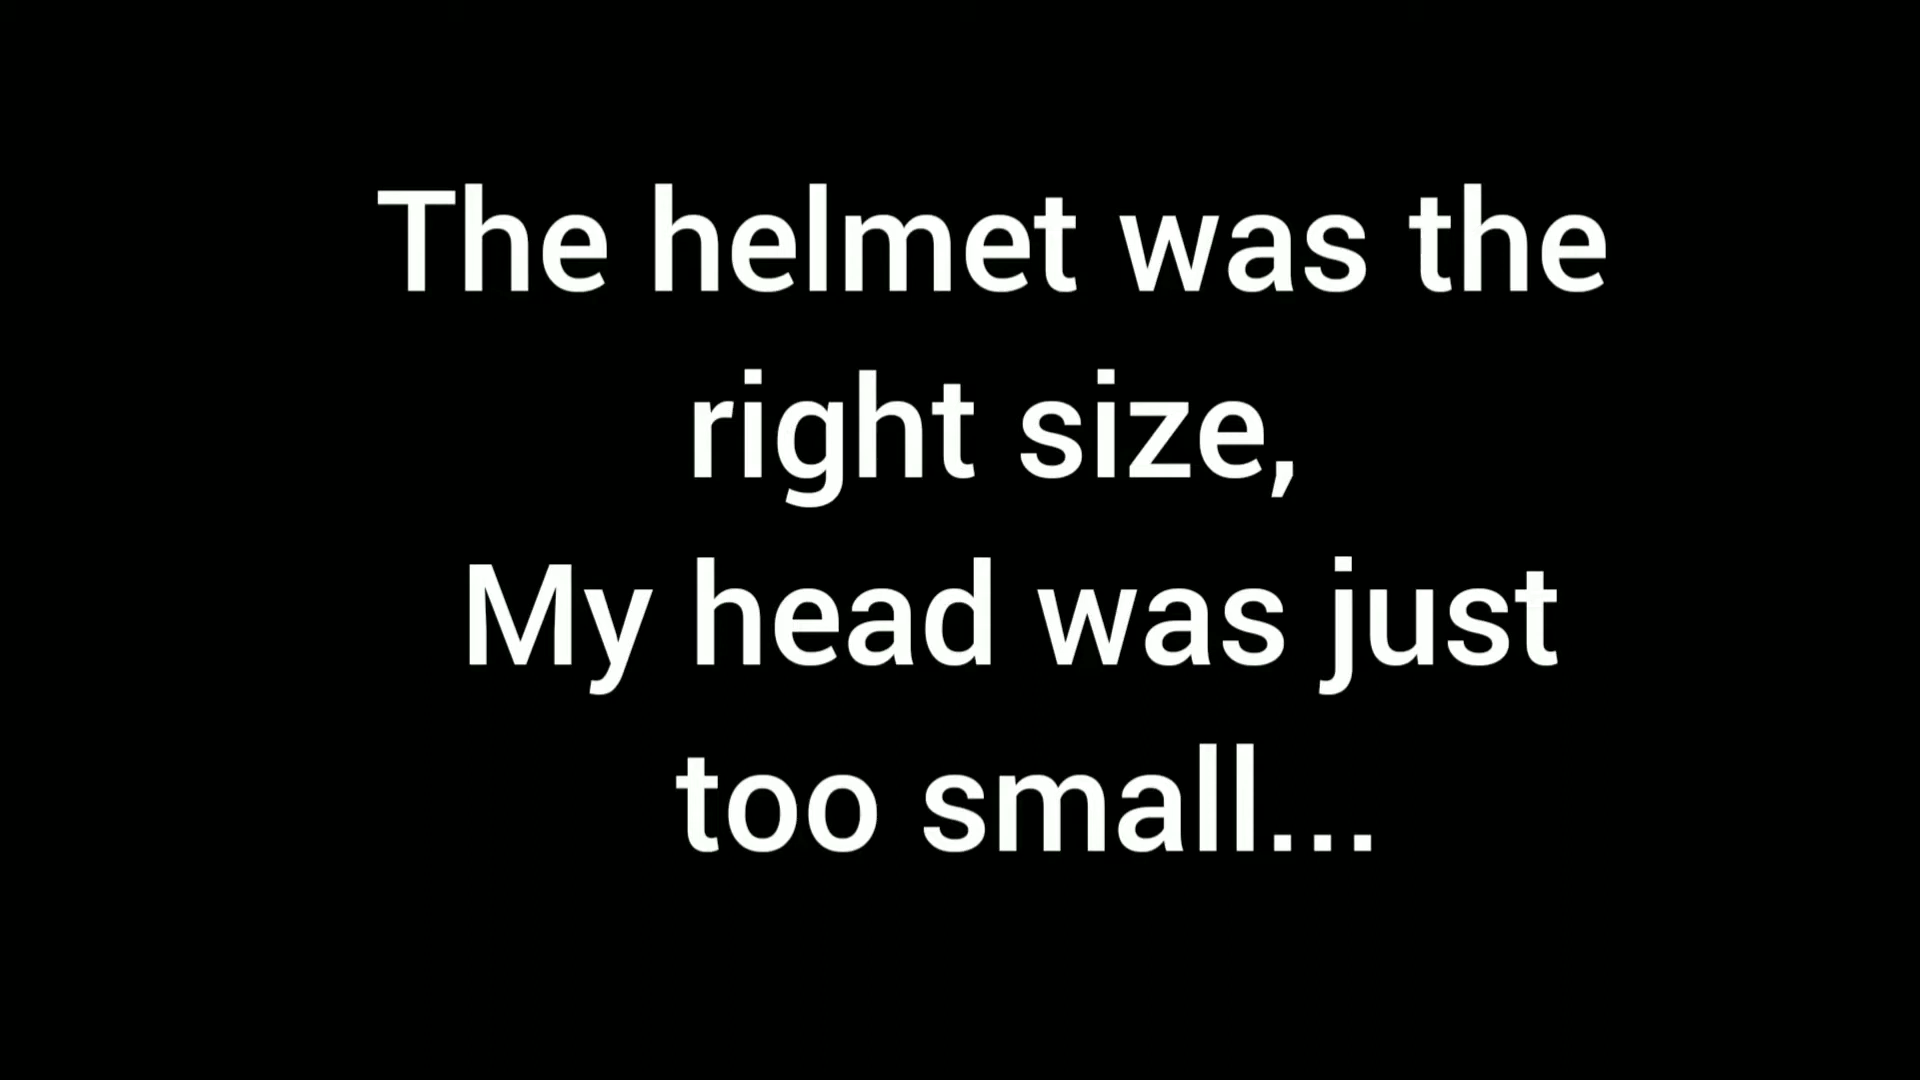 The helmet was the
right size,
My head was just
too small...